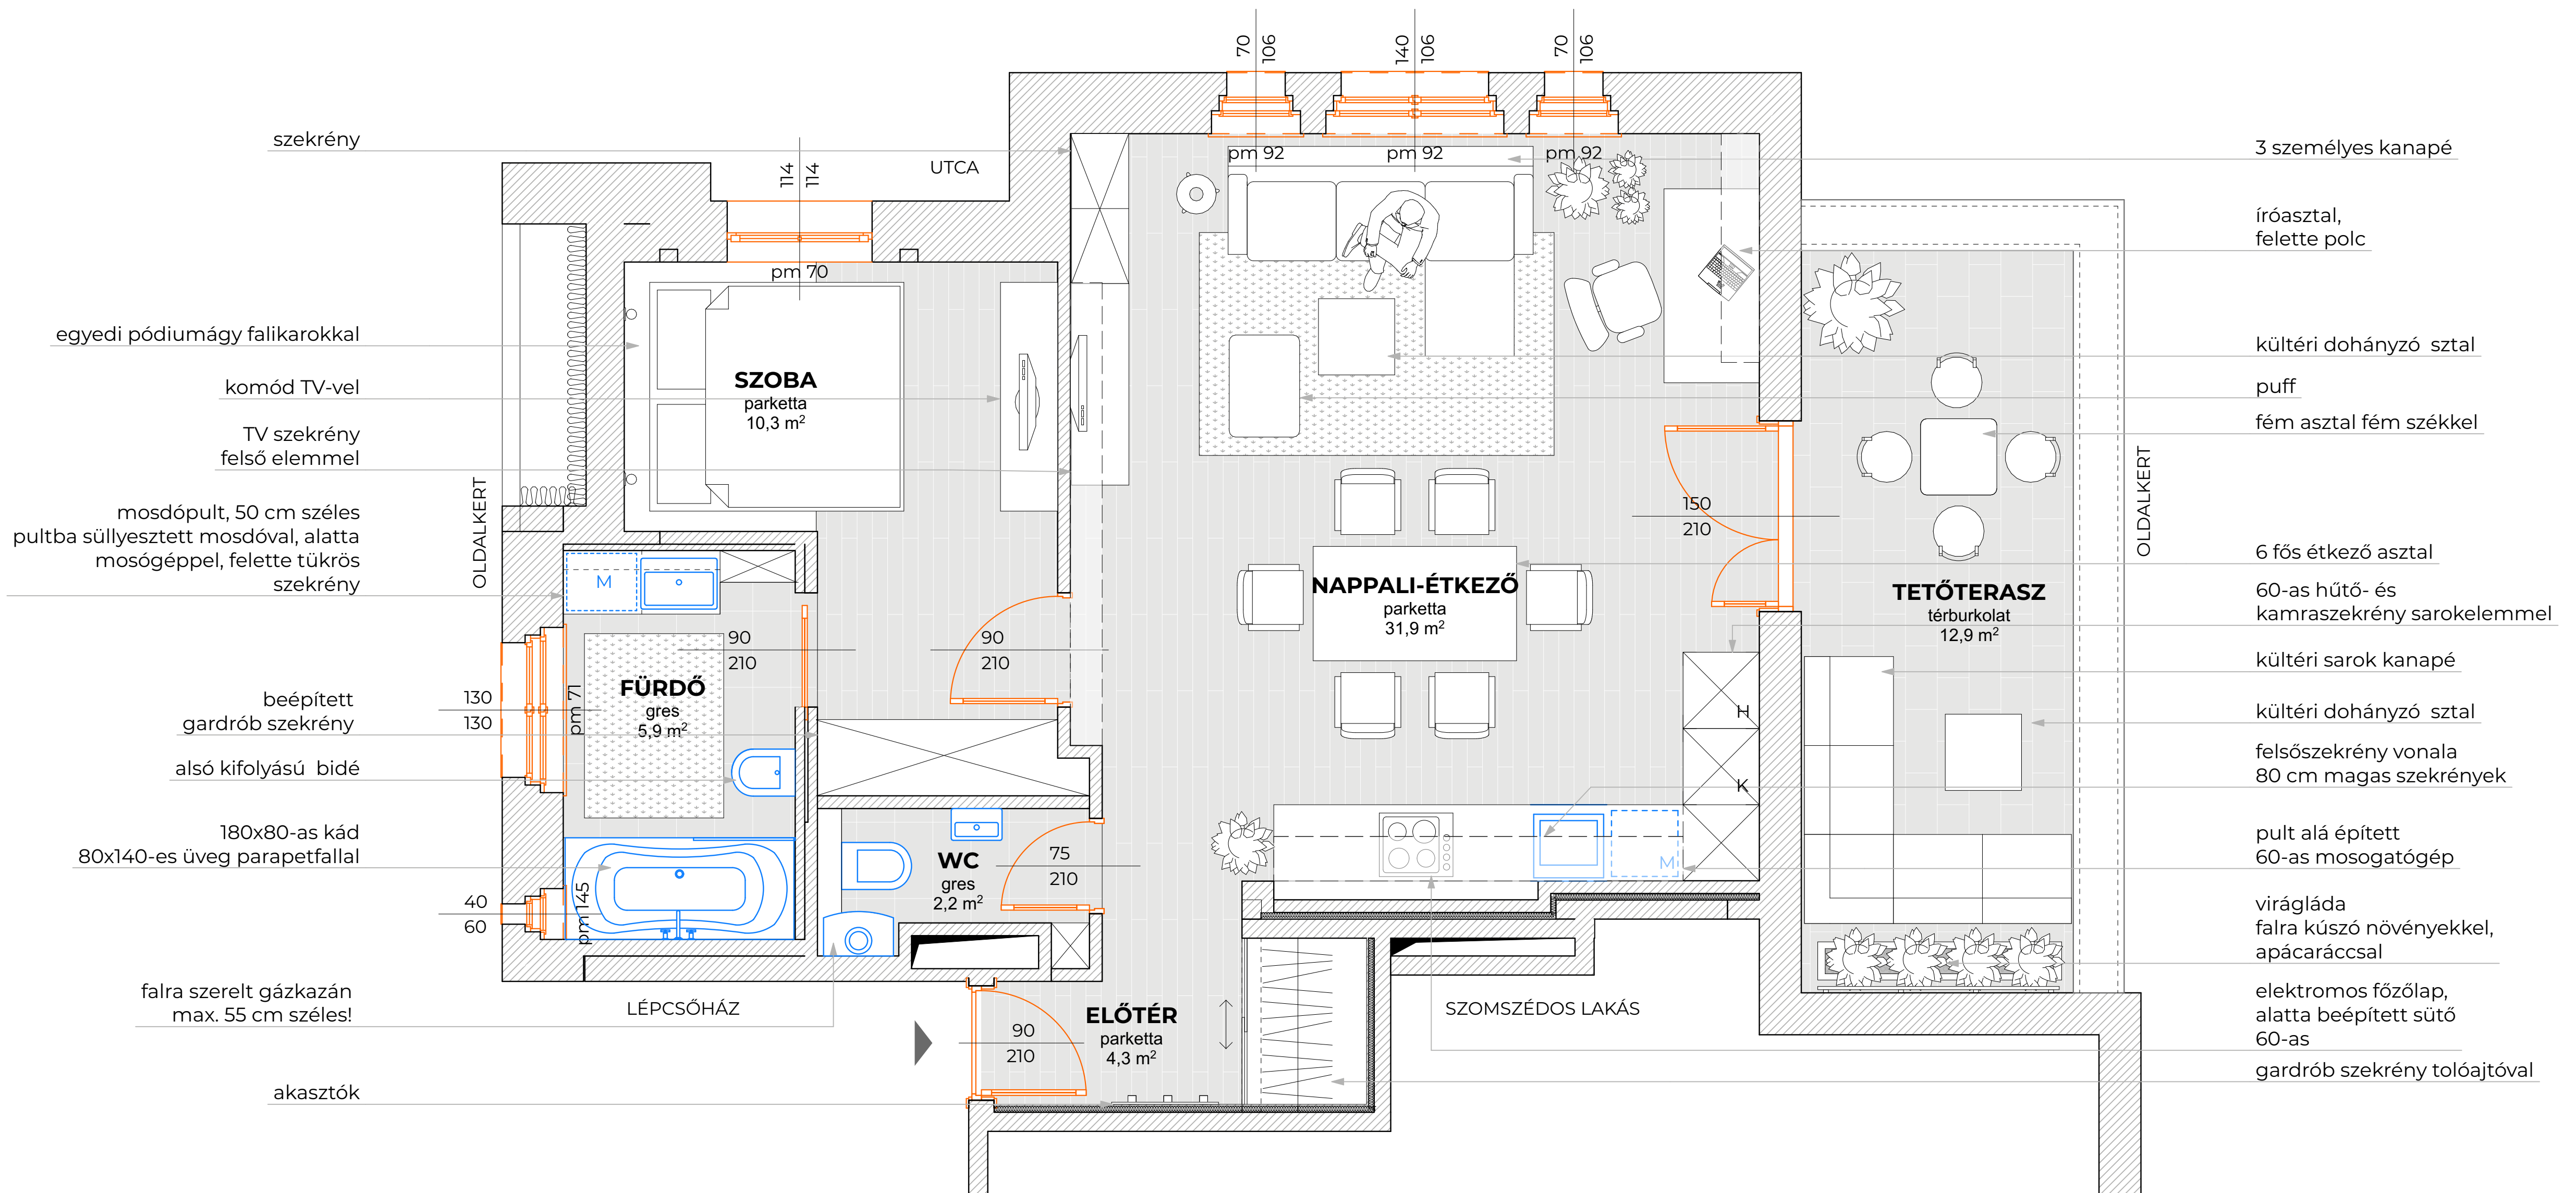 70
106
140
106
70
106
szekrény
114
114
UTCA
pm 92
pm 92
pm 92
3 személyes kanapé
íróasztal,
felette polc
pm 70
egyedi pódiumágy falikarokkal
kültéri dohányzó  sztal
SZOBA
parketta
10,3 m²
komód TV-vel
puff
TV szekrény
felső elemmel
fém asztal fém székkel
OLDALKERT
OLDALKERT
mosdópult, 50 cm széles
pultba süllyesztett mosdóval, alatta
mosógéppel, felette tükrös
szekrény
150
210
6 fős étkező asztal
M
NAPPALI-ÉTKEZŐ
parketta
31,9 m²
TETŐTERASZ
térburkolat
12,9 m²
60-as hűtő- és
kamraszekrény sarokelemmel
90
210
90
210
kültéri sarok kanapé
FÜRDŐ
gres
5,9 m²
130
130
pm 71
beépített
gardrób szekrény
H
kültéri dohányzó  sztal
alsó kifolyású  bidé
K
felsőszekrény vonala
80 cm magas szekrények
180x80-as kád
80x140-es üveg parapetfallal
WC
gres
2,2 m²
75
210
M
pult alá épített
60-as mosogatógép
40
60
pm 145
virágláda
falra kúszó növényekkel,
apácaráccsal
falra szerelt gázkazán
max. 55 cm széles!
LÉPCSŐHÁZ
ELŐTÉR
parketta
4,3 m²
90
210
SZOMSZÉDOS LAKÁS
elektromos főzőlap,
alatta beépített sütő
60-as
gardrób szekrény tolóajtóval
akasztók